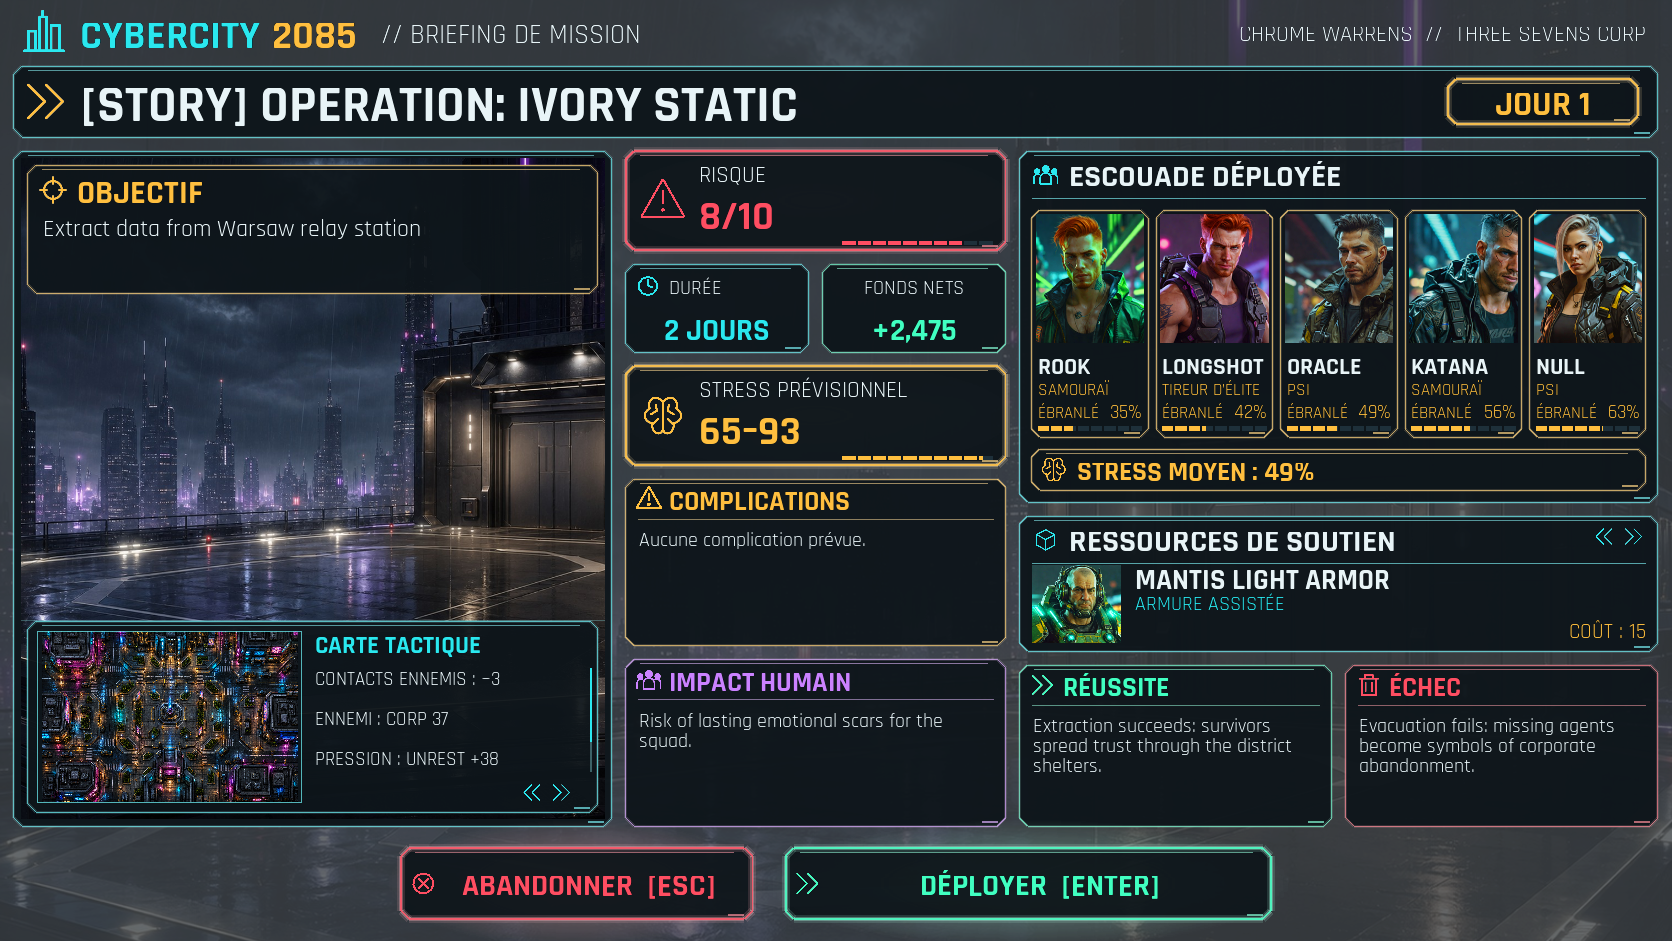 CYBERCITY 2085 // BRIEFING DE MISSION
CHROME WARRENS // THREE SEVENS CORP
[STORY] OPERATION: IVORY STATIC
JOUR 1
OBJECTIF
Extract data from Warsaw relay station
CARTE TACTIQUE
CONTACTS ENNEMIS : ~3
ENNEMI : CORP 37
PRESSION : UNREST +38
RISQUE
8/10
DURÉE
2 JOURS
FONDS NETS
+2,475
STRESS PRÉVISIONNEL
65-93
COMPLICATIONS
Aucune complication prévue.
IMPACT HUMAIN
Risk of lasting emotional scars for the
squad.
ESCOUADE DÉPLOYÉE
ROOK
SAMOURAÏ
ÉBRANLÉ 35%
LONGSHOT
TIREUR D'ÉLITE
ÉBRANLÉ 42%
ORACLE
PSI
ÉBRANLÉ 49%
KATANA
SAMOURAÏ
ÉBRANLÉ 56%
NULL
PSI
ÉBRANLÉ 63%
STRESS MOYEN : 49%
RESSOURCES DE SOUTIEN
MANTIS LIGHT ARMOR
ARMURE ASSISTÉE
COÛT : 15
RÉUSSITE
Extraction succeeds: survivors
spread trust through the district
shelters.
ÉCHEC
Evacuation fails: missing agents
become symbols of corporate
abandonment.
ABANDONNER [ESC]
DÉPLOYER [ENTER]